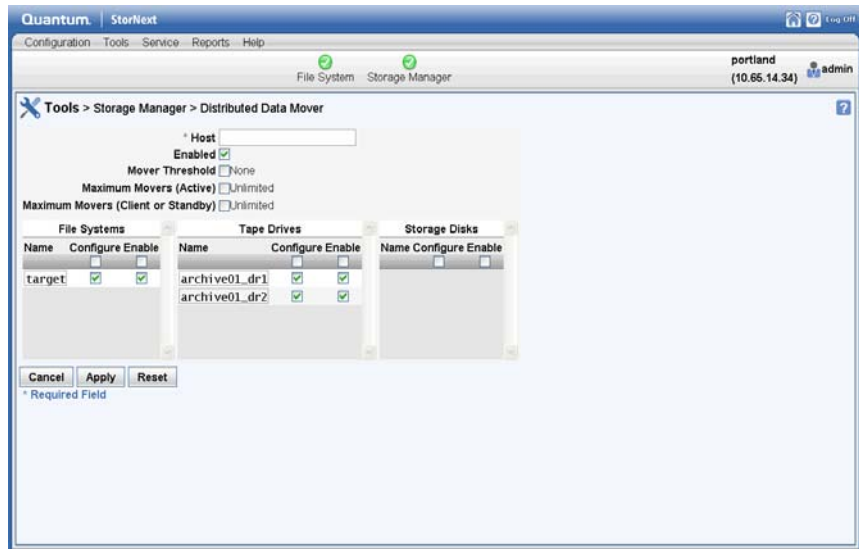 Quantum. StorNext Log Off
Configuration Tools Service Reports Help
File System Storage Manager
portland
(10.65.14.34)
admin
Tools > Storage Manager > Distributed Data Mover
* Host
Enabled
Mover Threshold None
Maximum Movers (Active) Unlimited
Maximum Movers (Client or Standby) Unlimited
File Systems
Name Configure Enable
target
Tape Drives
Name Configure Enable
archive01_dr1
archive01_dr2
Storage Disks
Name Configure Enable
Cancel Apply Reset
* Required Field